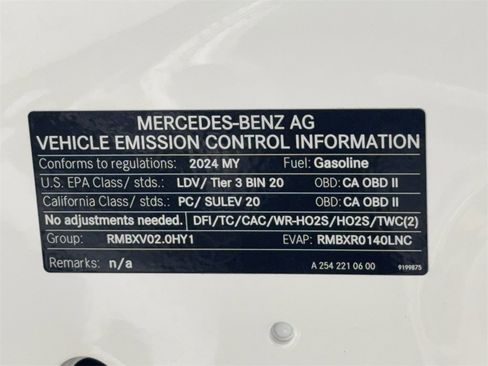 MERCEDES-BENZ AG
VEHICLE EMISSION CONTROL INFORMATION
Conforms to regulations: 2024 MY Fuel: Gasoline
U.S. EPA Class/ stds.: LDV/ Tier 3 BIN 20 OBD: CA OBD II
California Class/ stds.: PC/ SULEV 20 OBD: CA OBD II
No adjustments needed. DFI/TC/CAC/WR-HO2S/HO2S/TWC(2)
Group: RMBXV02.0HY1 EVAP: RMBXR0140LNC
Remarks: n/a A 254 221 06 00 9199875